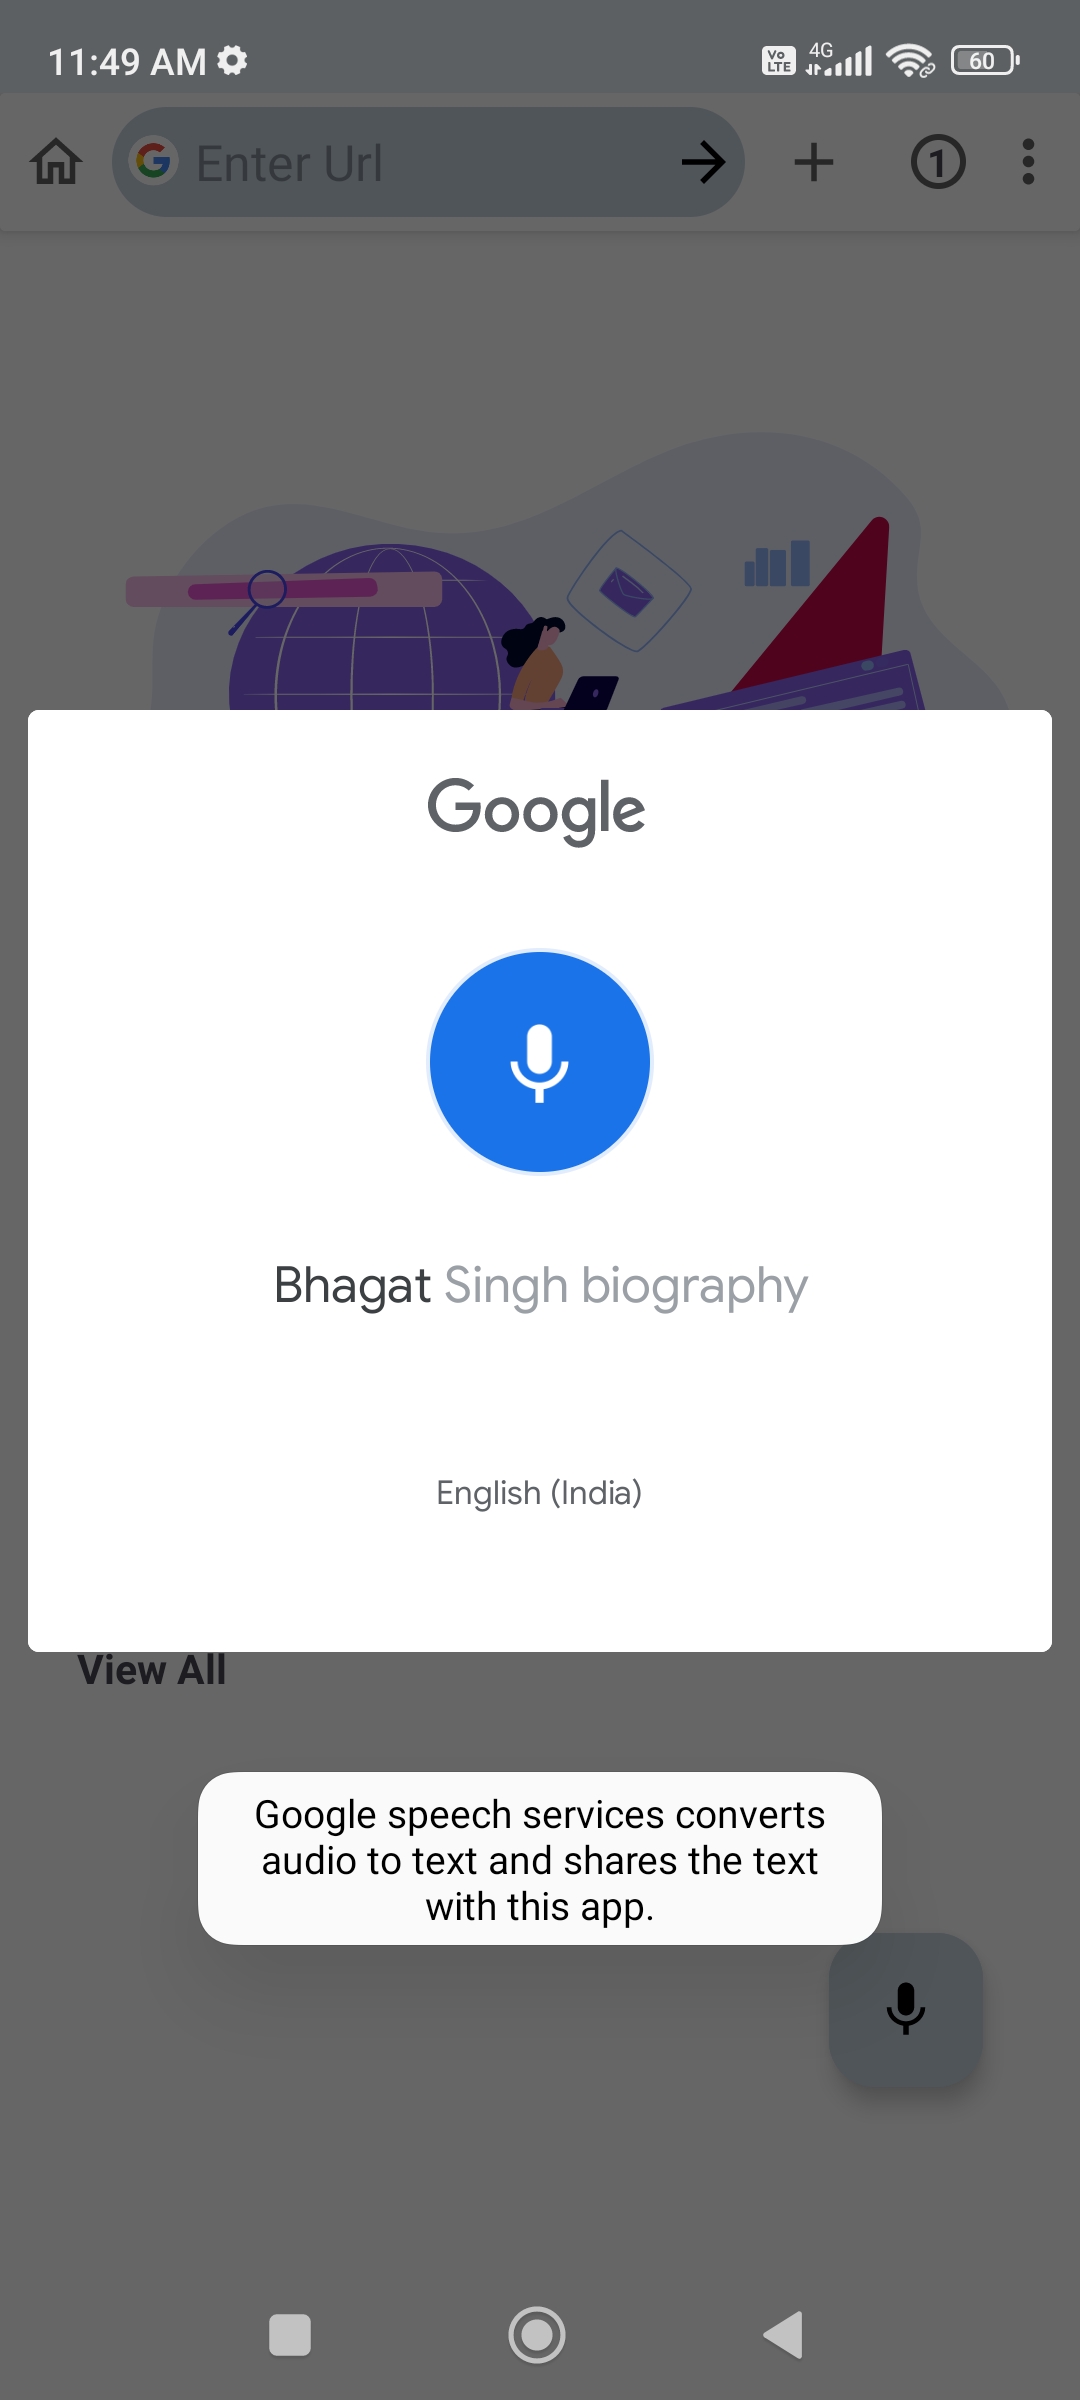 11:49 AM
Vo
LTE
4G
60
Enter Url
1
Google
Bhagat Singh biography
English (India)
View All
Google speech services converts
audio to text and shares the text
with this app.